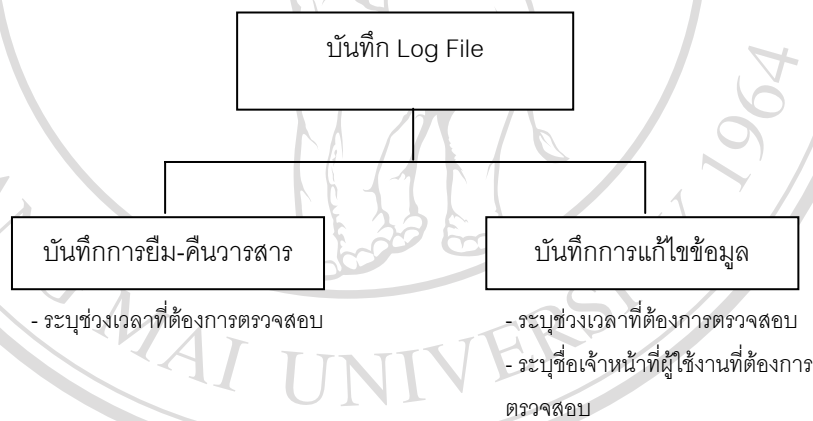 บันทึก Log File
บันทึกการยืม-คืนวารสาร
- ระบุช่วงเวลาที่ต้องการตรวจสอบ
บันทึกการแก้ไขข้อมูล
- ระบุช่วงเวลาที่ต้องการตรวจสอบ
- ระบุชื่อเจ้าหน้าที่ผู้ใช้งานที่ต้องการ
ตรวจสอบ
MAI UNIVERSITY 1964